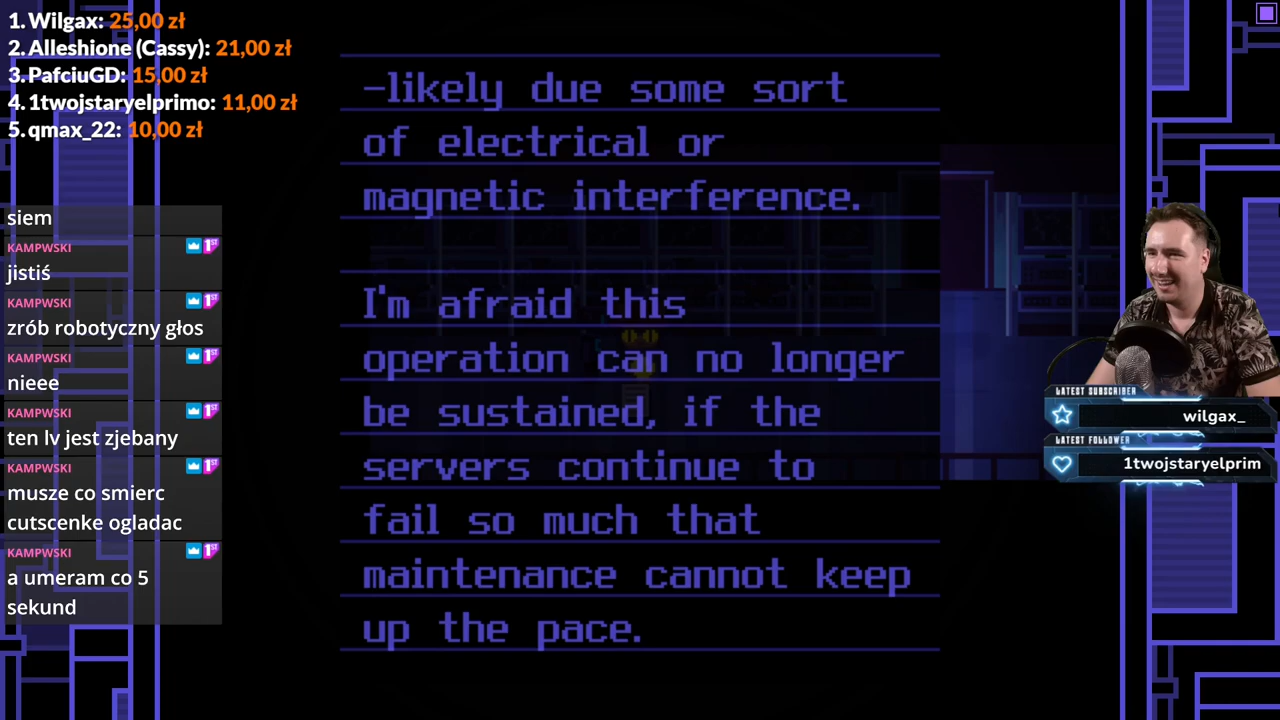 1. Wilgax: 25,00 zł
2. Alleshione (Cassy): 21,00 zł
3. PafciuGD: 15,00 zł
4. 1twojstaryelprimo: 11,00 zł
5. qmax_22: 10,00 zł
siem
KAMPWSKI
jistiś
KAMPWSKI
zrób robotyczny głos
KAMPWSKI
nieee
KAMPWSKI
ten lv jest zjebany
KAMPWSKI
musze co smierc
cutscenke ogladac
KAMPWSKI
a umeram co 5
sekund
-likely due some sort
of electrical or
magnetic interference.
I'm afraid this
operation can no longer
be sustained, if the
servers continue to
fail so much that
maintenance cannot keep
up the pace.
LATEST SUBSCRIBER
wilgax_
LATEST FOLLOWER
1twojstaryelprim